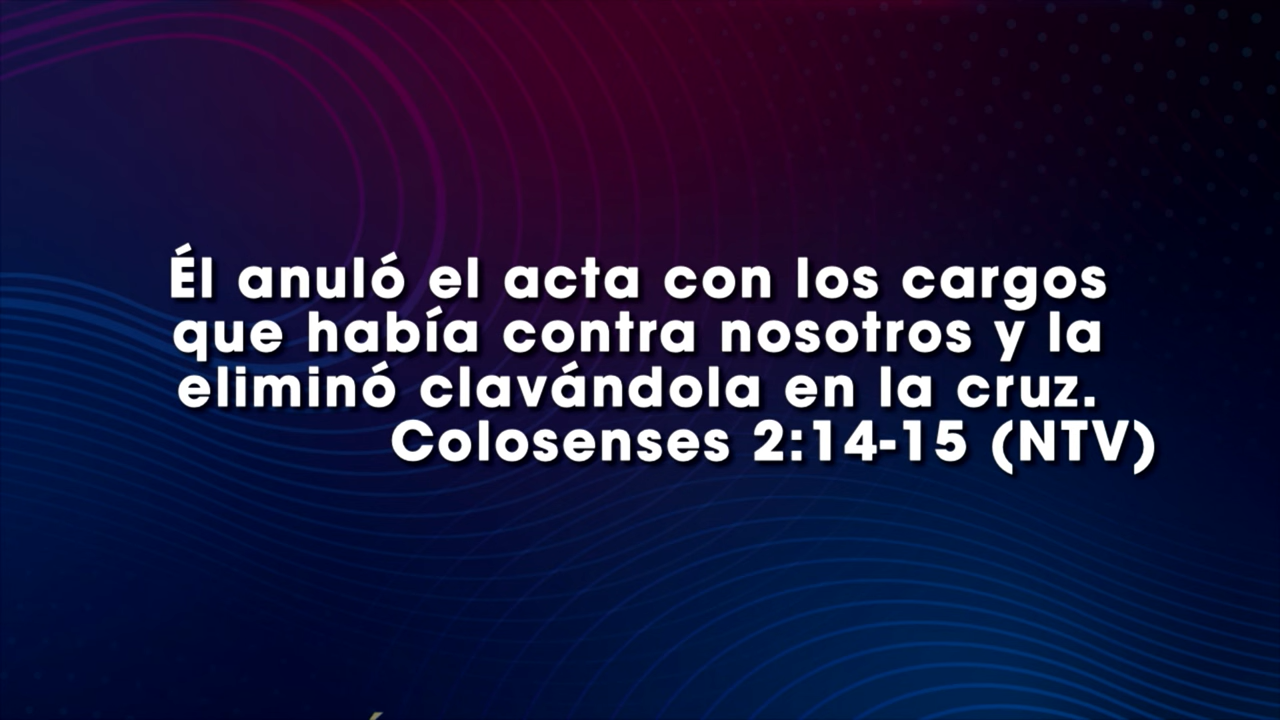 Él anuló el acta con los cargos
que había contra nosotros y la
eliminó clavándola en la cruz.
Colosenses 2:14-15 (NTV)